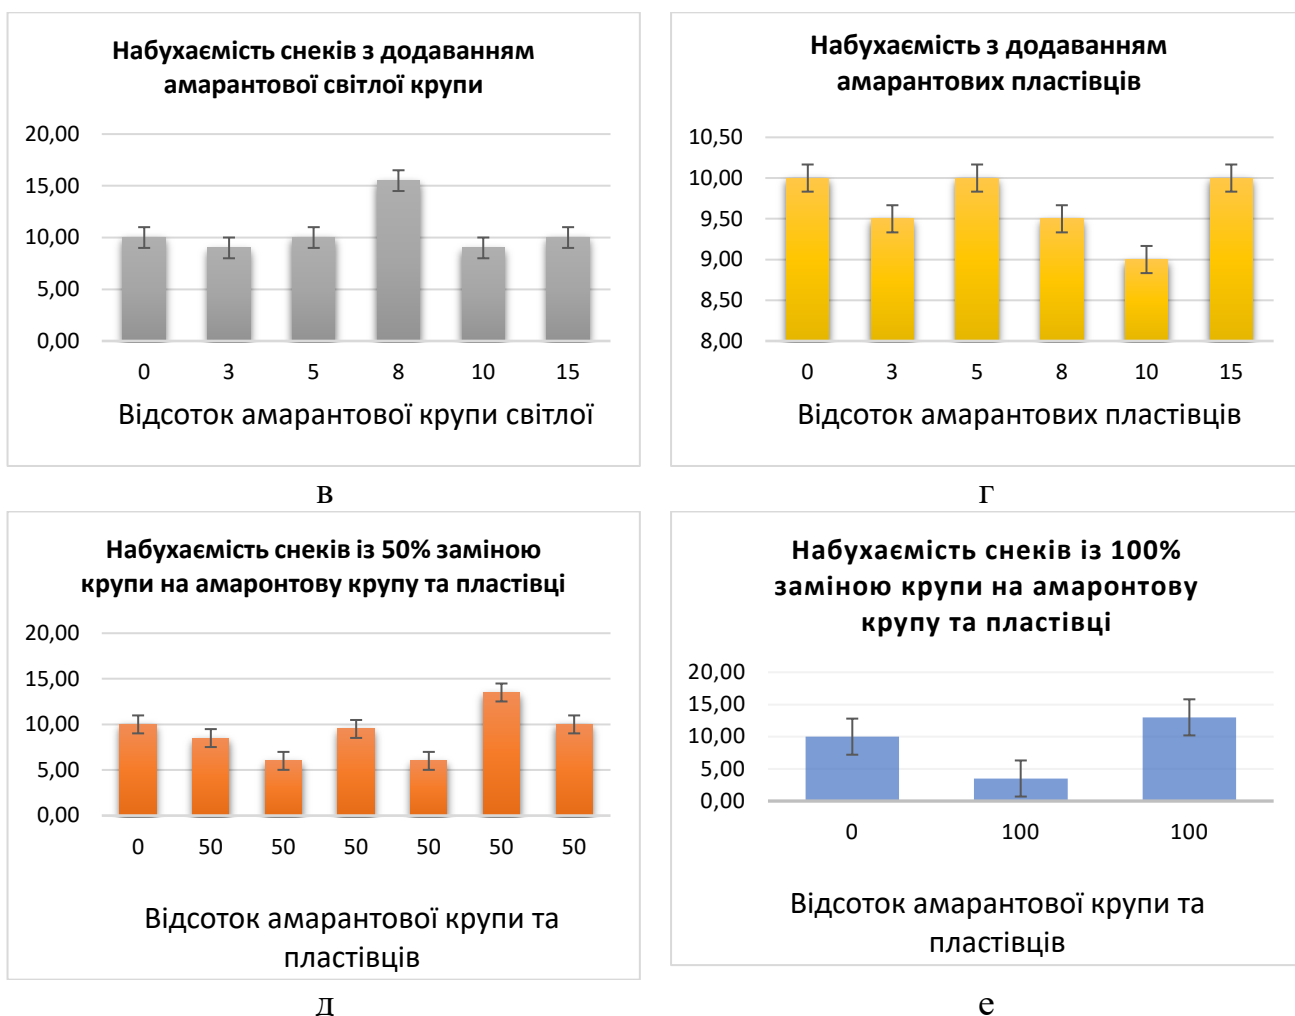 Набухаємість снеків з додаванням
амарантової світлої крупи
20,00
15,00
10,00
5,00
0,00
0 3 5 8 10 15
Відсоток амарантової крупи світлої
в
Набухаємість з додаванням
амарантових пластівців
10,50
10,00
9,50
9,00
8,50
8,00
0 3 5 8 10 15
Відсоток амарантових пластівців
г
Набухаємість снеків із 50% заміною
крупи на амаронтову крупу та пластівці
20,00
15,00
10,00
5,00
0,00
0 50 50 50 50 50 50
Відсоток амарантової крупи та
пластівців
д
Набухаємість снеків із 100%
заміною крупи на амаронтову
крупу та пластівці
20,00
15,00
10,00
5,00
0,00
0 100 100
Відсоток амарантової крупи та
пластівців
е